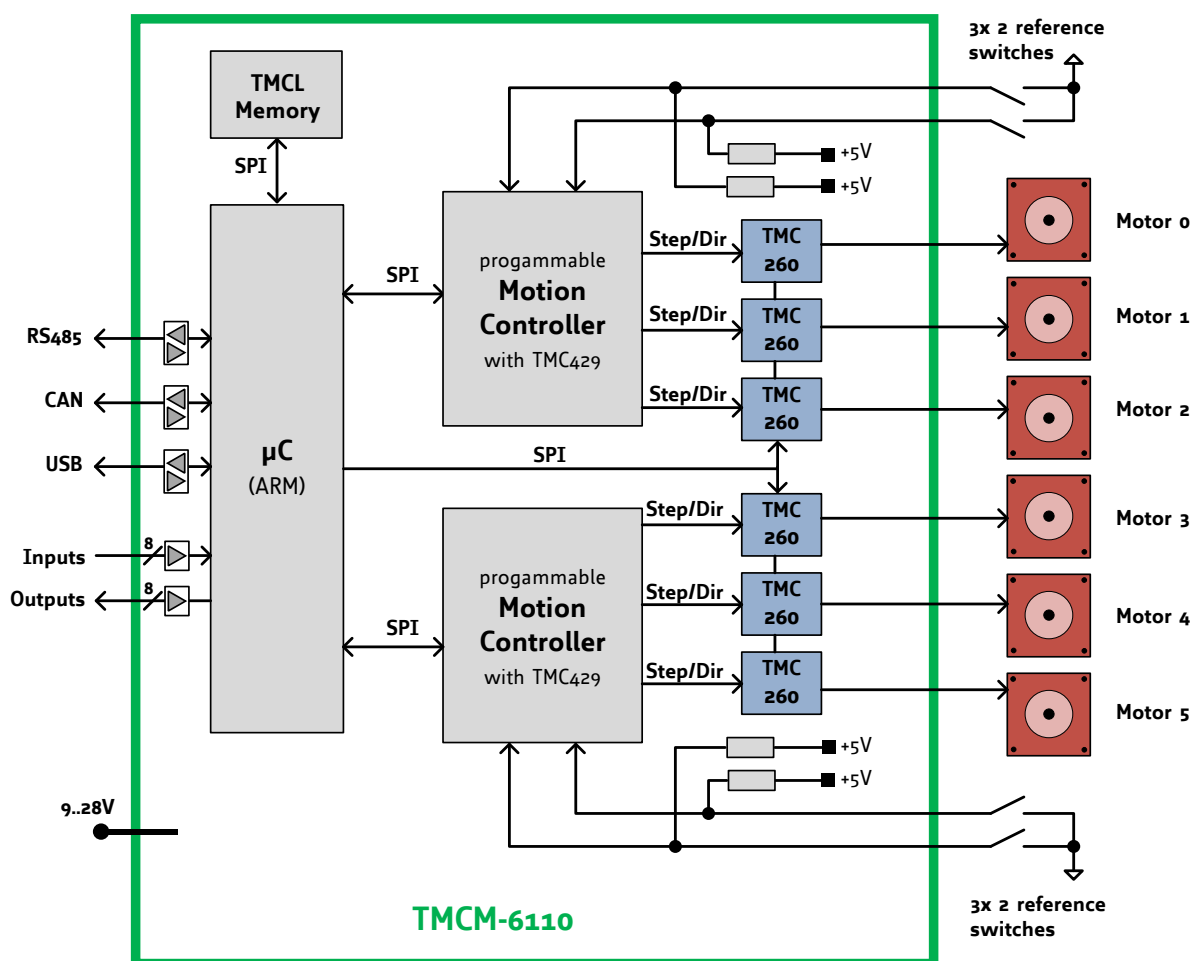 3x 2 reference
switches
TMCL
Memory
SPI
+5V
+5V
progammable
Motion
Controller
with TMC429
SPI
Step/Dir
Step/Dir
Step/Dir
TMC
260
TMC
260
TMC
260
Motor 0
Motor 1
Motor 2
RS485
CAN
USB
Inputs
8
Outputs
8
µC
(ARM)
SPI
progammable
Motion
Controller
with TMC429
SPI
Step/Dir
Step/Dir
Step/Dir
TMC
260
TMC
260
TMC
260
Motor 3
Motor 4
Motor 5
+5V
+5V
9..28V
3x 2 reference
switches
TMCM-6110